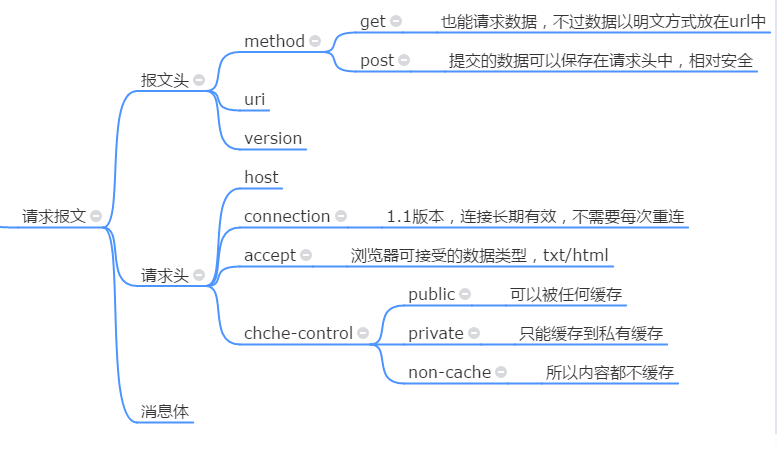 get
也能请求数据，不过数据以明文方式放在url中
method
post
提交的数据可以保存在请求头中，相对安全
报文头
uri
version
host
请求报文
connection
1.1版本，连接长期有效，不需要每次重连
accept
浏览器可接受的数据类型，txt/html
请求头
public
可以被任何缓存
chche-control
private
只能缓存到私有缓存
non-cache
所以内容都不缓存
消息体